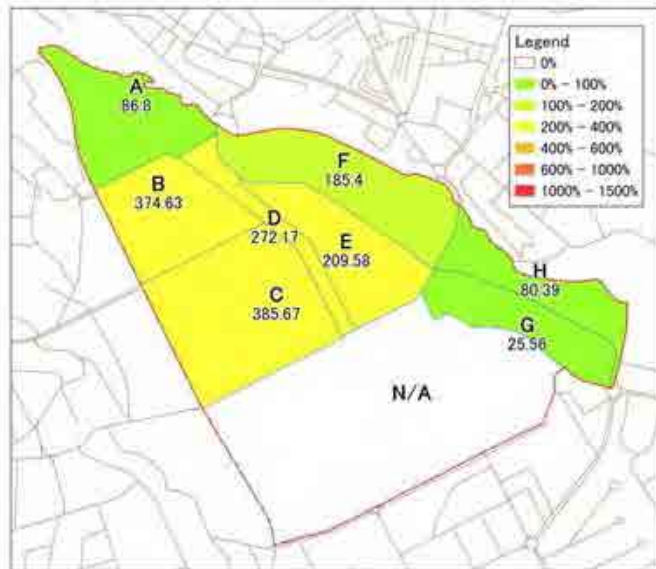 Legend
0%
0% - 100%
100% - 200%
200% - 400%
400% - 600%
600% - 1000%
1000% - 1500%
A
86.8
B
374.63
F
185.4
D
272.17
E
209.58
C
385.67
H
80.39
G
25.56
N/A